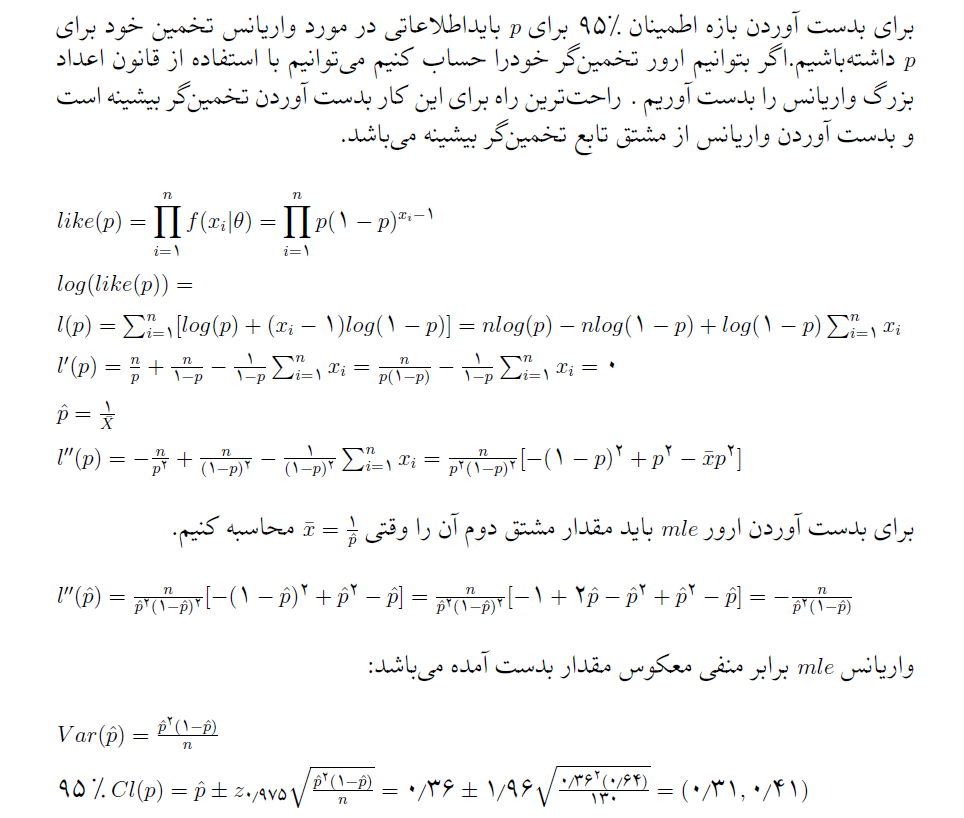 برای بدست آوردن بازه اطمینان ۹۵٪ برای p بایداطلاعاتی در مورد واریانس تخمین خود برای
p داشته‌باشیم.اگر بتوانیم ارور تخمین‌گر خودرا حساب کنیم می‌توانیم با استفاده از قانون اعداد
بزرگ واریانس را بدست آوریم . راحت‌ترین راه برای این کار بدست آوردن تخمین‌گر بیشینه است
و بدست آوردن واریانس از مشتق تابع تخمین‌گر بیشینه می‌باشد.
like(p) = ∏_{i=۱}^{n} f(x_i|θ) = ∏_{i=۱}^{n} p(۱ − p)^{x_i−۱}
log(like(p)) =
l(p) = ∑_{i=۱}^{n}[log(p) + (x_i − ۱)log(۱ − p)] = nlog(p) − nlog(۱ − p) + log(۱ − p) ∑_{i=۱}^{n} x_i
l′(p) = n/p + n/(۱−p) − ۱/(۱−p) ∑_{i=۱}^{n} x_i = n/(p(۱−p)) − ۱/(۱−p) ∑_{i=۱}^{n} x_i = ۰
p̂ = ۱/X̄
l″(p) = −n/p^۲ + n/(۱−p)^۲ − ۱/(۱−p)^۲ ∑_{i=۱}^{n} x_i = n/(p^۲(۱−p)^۲)[−(۱ − p)^۲ + p^۲ − x̄p^۲]
برای بدست آوردن ارور mle باید مقدار مشتق دوم آن را وقتی x̄ = ۱/p̂ محاسبه کنیم.
l″(p̂) = n/(p̂^۲(۱−p̂)^۲)[−(۱ − p̂)^۲ + p̂^۲ − p̂] = n/(p̂^۲(۱−p̂)^۲)[−۱ + ۲p̂ − p̂^۲ + p̂^۲ − p̂] = −n/(p̂^۲(۱−p̂))
واریانس mle برابر منفی معکوس مقدار بدست آمده می‌باشد:
Var(p̂) = p̂^۲(۱−p̂)/n
۹۵٪ Cl(p) = p̂ ± z_{۰٫۹۷۵}√(p̂^۲(۱−p̂)/n) = ۰٫۳۶ ± ۱٫۹۶√(۰٫۳۶^۲(۰٫۶۴)/۱۳۰) = (۰٫۳۱, ۰٫۴۱)